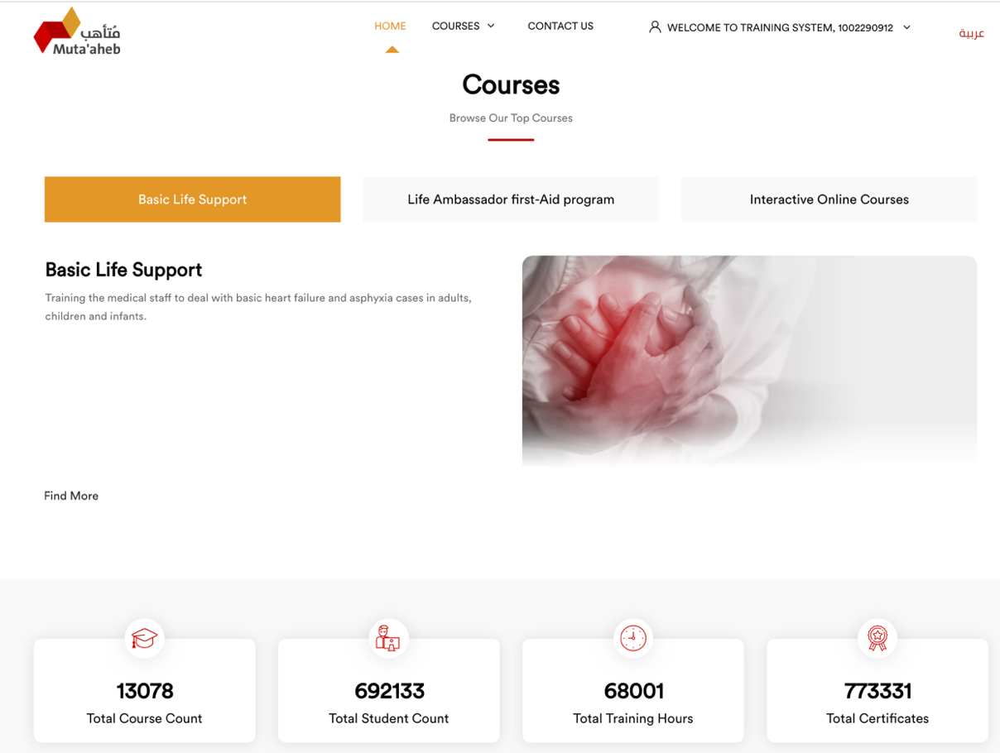 مُتأهب
Muta'aheb
HOME
COURSES
CONTACT US
WELCOME TO TRAINING SYSTEM, 1002290912
عربية
Courses
Browse Our Top Courses
Basic Life Support
Life Ambassador first-Aid program
Interactive Online Courses
Basic Life Support
Training the medical staff to deal with basic heart failure and asphyxia cases in adults,
children and infants.
Find More
13078
Total Course Count
692133
Total Student Count
68001
Total Training Hours
773331
Total Certificates